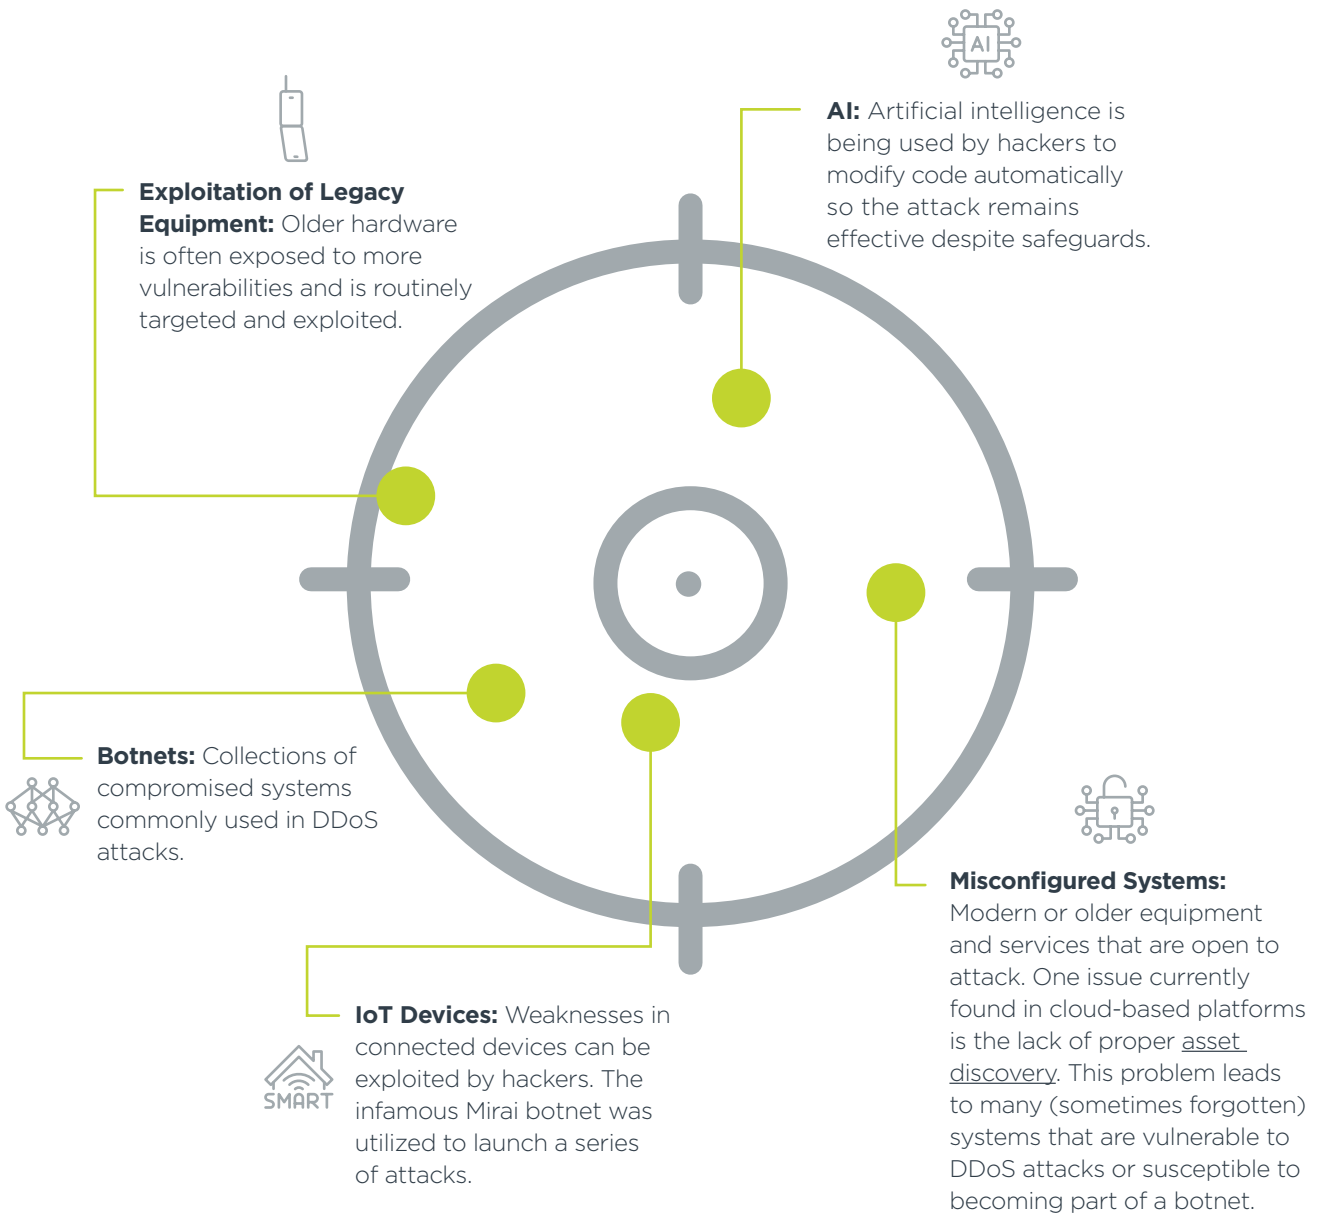 AI
AI: Artificial intelligence is
being used by hackers to
modify code automatically
so the attack remains
effective despite safeguards.
Exploitation of Legacy
Equipment: Older hardware
is often exposed to more
vulnerabilities and is routinely
targeted and exploited.
Botnets: Collections of
compromised systems
commonly used in DDoS
attacks.
Misconfigured Systems:
Modern or older equipment
and services that are open to
attack. One issue currently
found in cloud-based platforms
is the lack of proper asset
discovery. This problem leads
to many (sometimes forgotten)
systems that are vulnerable to
DDoS attacks or susceptible to
becoming part of a botnet.
IoT Devices: Weaknesses in
connected devices can be
exploited by hackers. The
infamous Mirai botnet was
utilized to launch a series
of attacks.
SMART